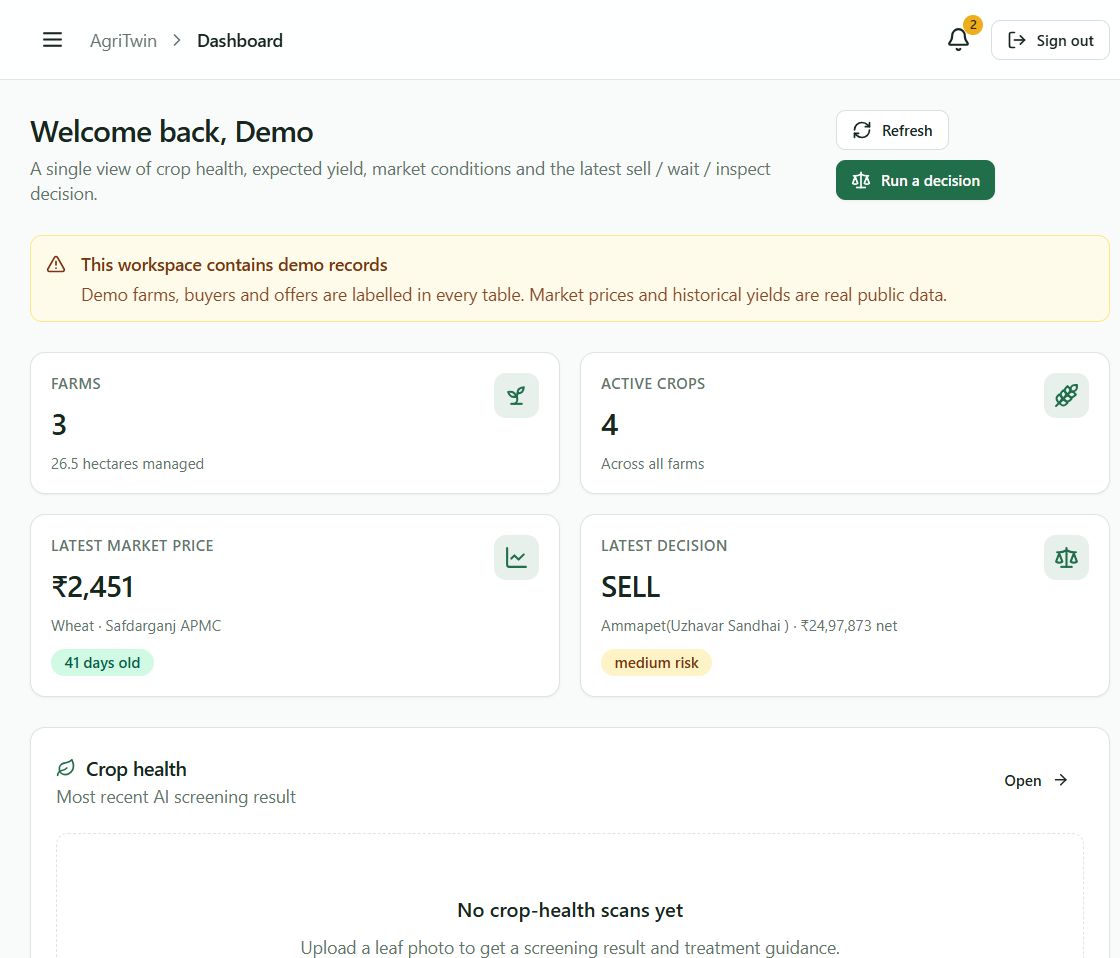 AgriTwin > Dashboard
2
Sign out
Welcome back, Demo
A single view of crop health, expected yield, market conditions and the latest sell / wait / inspect
decision.
Refresh
Run a decision
This workspace contains demo records
Demo farms, buyers and offers are labelled in every table. Market prices and historical yields are real public data.
FARMS
3
26.5 hectares managed
ACTIVE CROPS
4
Across all farms
LATEST MARKET PRICE
₹2,451
Wheat · Safdarganj APMC
41 days old
LATEST DECISION
SELL
Ammapet(Uzhavar Sandhai ) · ₹24,97,873 net
medium risk
Crop health
Most recent AI screening result
Open
No crop-health scans yet
Upload a leaf photo to get a screening result and treatment guidance.